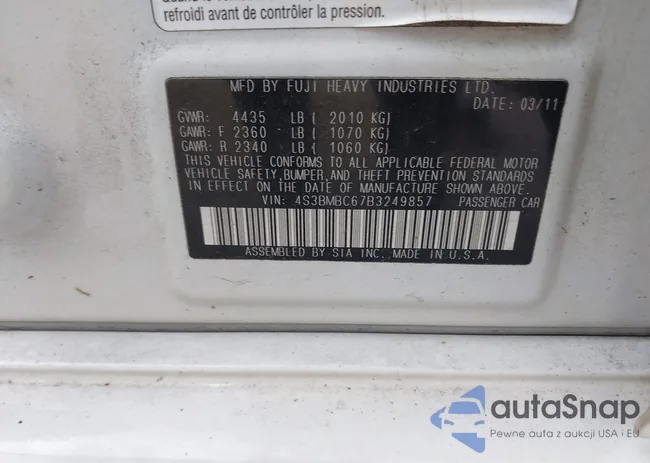 refroidi avant de contrôler la pression.
MFD BY FUJI HEAVY INDUSTRIES LTD.
DATE: 03/11
GVWR: 4435 LB ( 2010 KG)
GAWR: F 2360 LB ( 1070 KG)
GAWR: R 2340 LB ( 1060 KG)
THIS VEHICLE CONFORMS TO ALL APPLICABLE FEDERAL MOTOR
VEHICLE SAFETY, BUMPER, AND THEFT PREVENTION STANDARDS
IN EFFECT ON THE DATE OF MANUFACTURE SHOWN ABOVE.
VIN: 4S3BMBC67B3249857 PASSENGER CAR
ASSEMBLED BY SIA INC. MADE IN U.S.A.
autaSnap
Pewne auta z aukcji USA i EU